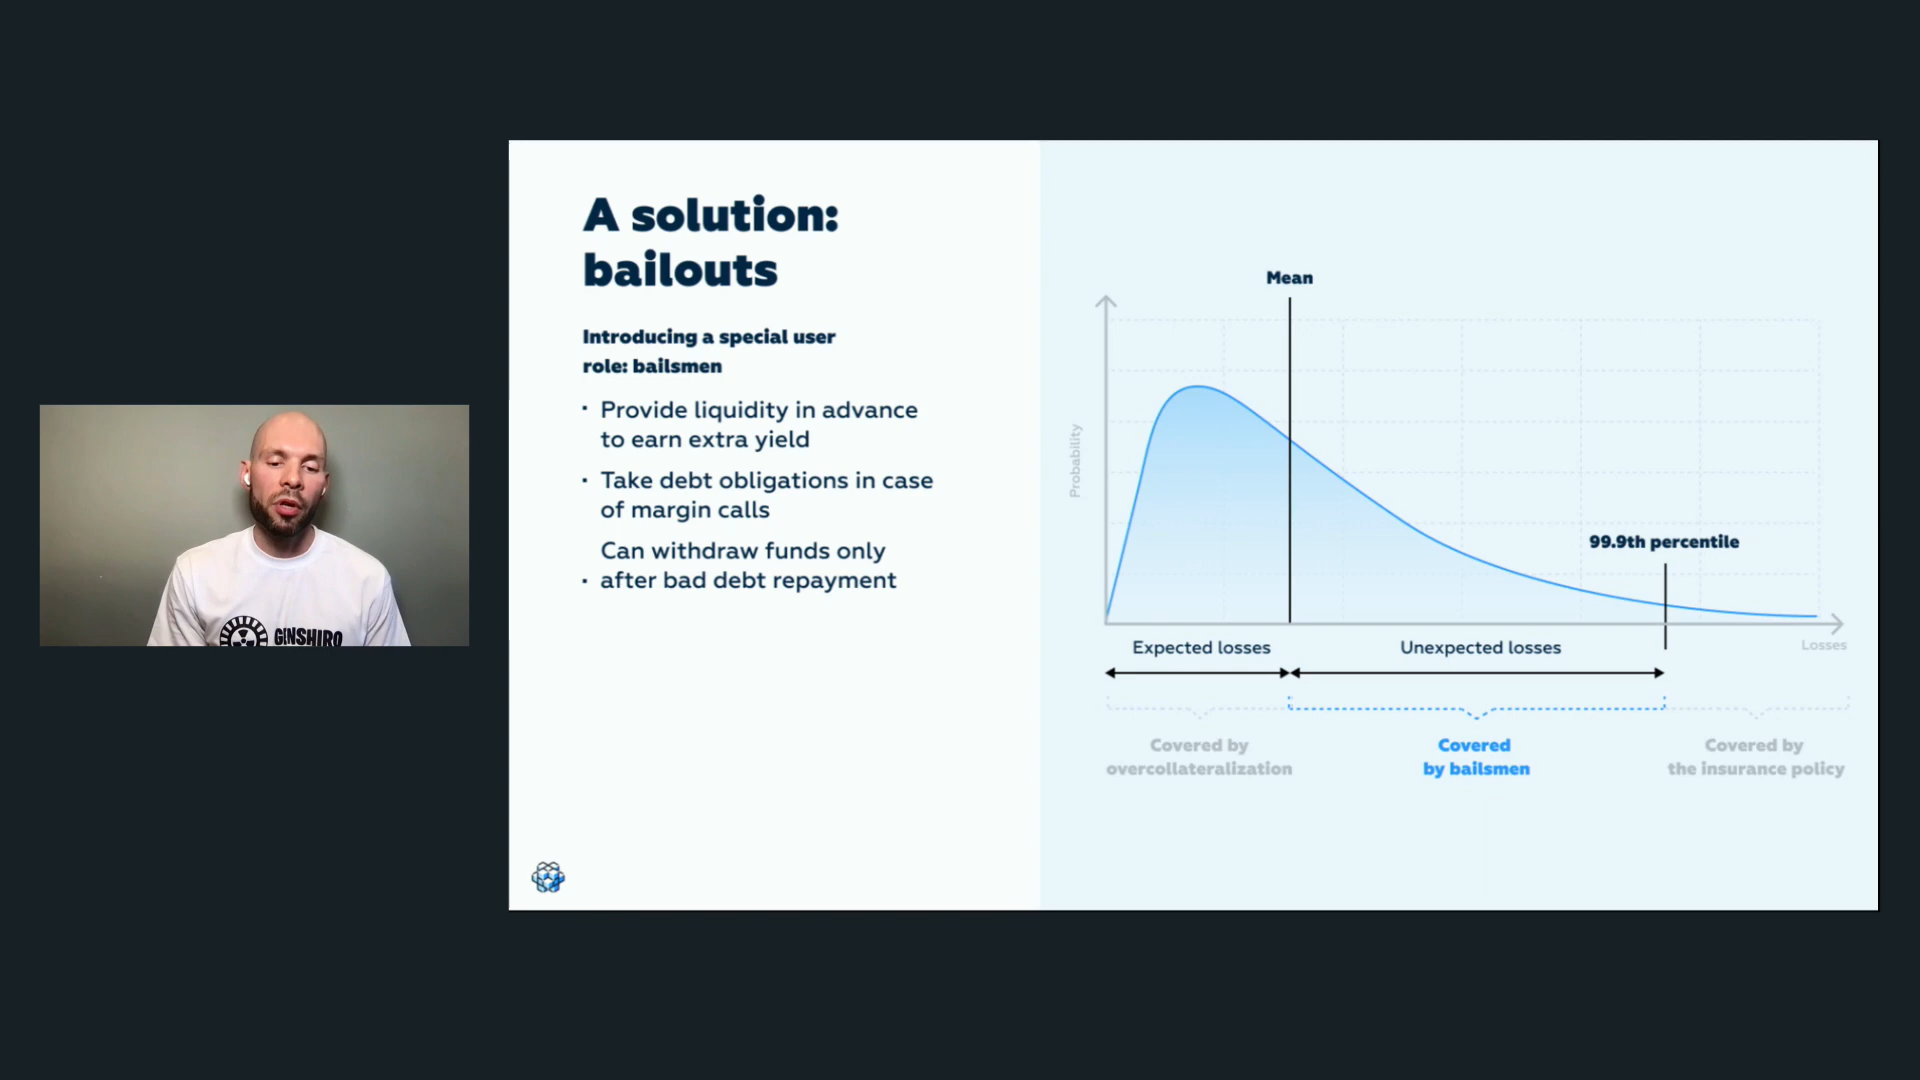 A solution:
bailouts
Introducing a special user
role: bailsmen
· Provide liquidity in advance
to earn extra yield
· Take debt obligations in case
of margin calls
Can withdraw funds only
· after bad debt repayment
Mean
Probability
99.9th percentile
Expected losses
Unexpected losses
Losses
Covered by
overcollateralization
Covered
by bailsmen
Covered by
the insurance policy
GENSHIRO